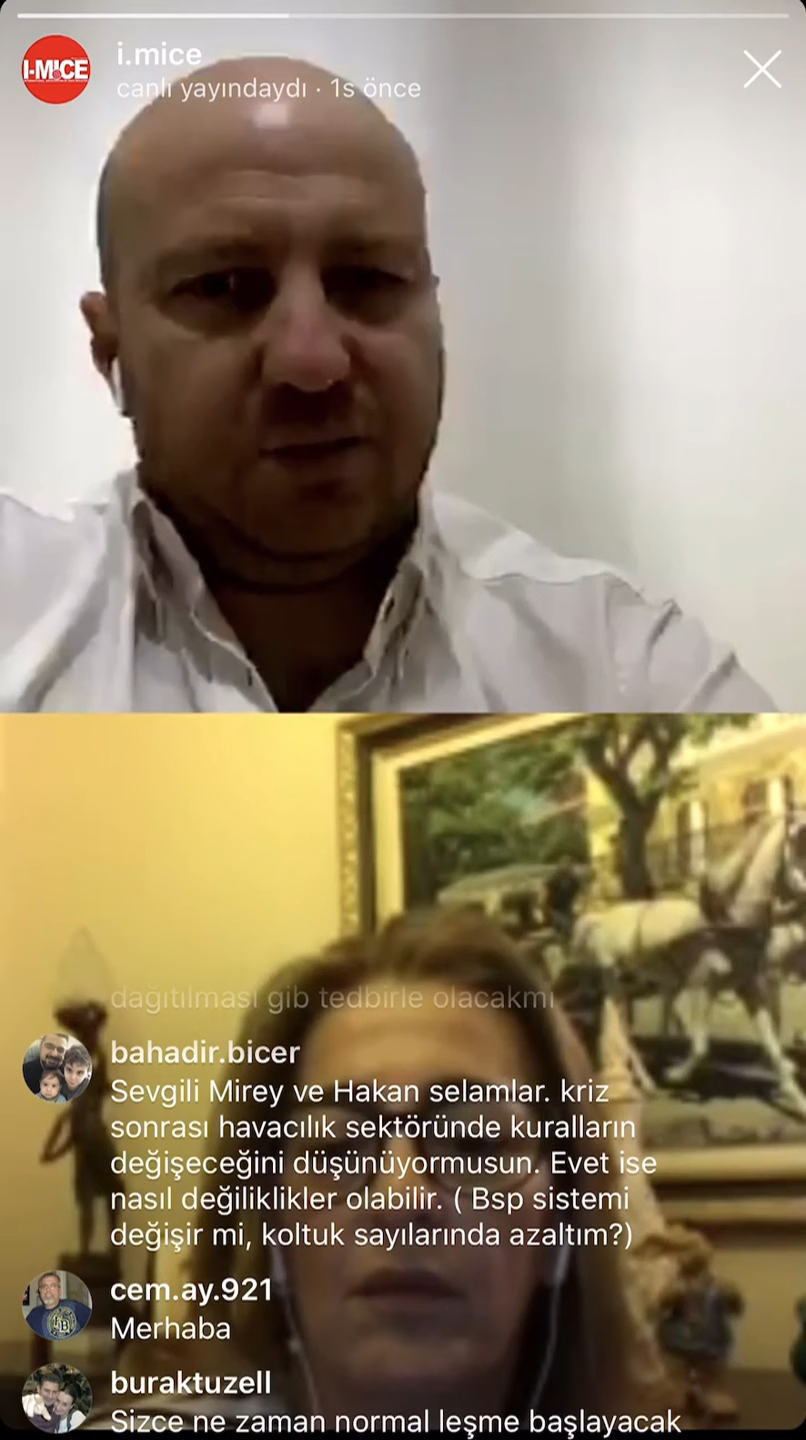 I-MICE
i.mice
canlı yayındaydı · 1s önce
dağıtılması gib tedbirle olacakmı
bahadir.bicer
Sevgili Mirey ve Hakan selamlar. kriz
sonrası havacılık sektöründe kuralların
değişeceğini düşünüyormusun. Evet ise
nasıl değiliklikler olabilir. ( Bsp sistemi
değişir mi, koltuk sayılarında azaltım?)
cem.ay.921
Merhaba
buraktuzell
Sizce ne zaman normal leşme başlayacak